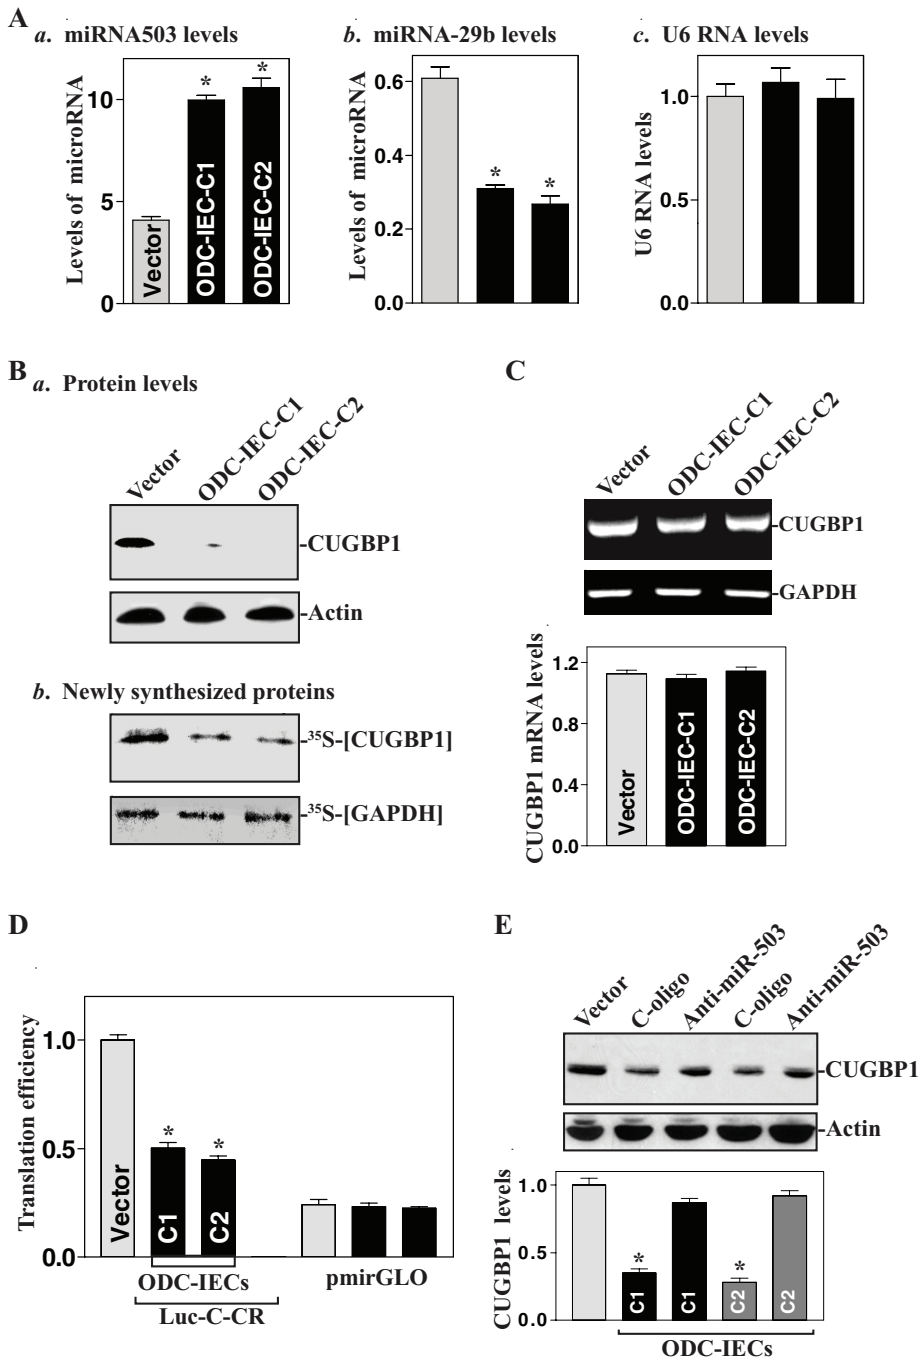 A
a. miRNA503 levels
Levels of microRNA
10
5
0
*
*
Vector
ODC-IEC-C1
ODC-IEC-C2
b. miRNA-29b levels
Levels of microRNA
0.6
0.4
0.2
0.0
*
*
c. U6 RNA levels
U6 RNA levels
1.0
0.5
0.0
B
a. Protein levels
Vector
ODC-IEC-C1
ODC-IEC-C2
-CUGBP1
-Actin
b. Newly synthesized proteins
-³⁵S-[CUGBP1]
-³⁵S-[GAPDH]
C
Vector
ODC-IEC-C1
ODC-IEC-C2
-CUGBP1
-GAPDH
CUGBP1 mRNA levels
1.2
0.8
0.4
0.0
Vector
ODC-IEC-C1
ODC-IEC-C2
D
Translation efficiency
1.0
0.5
0.0
*
*
Vector
C1
C2
ODC-IECs
Luc-C-CR
pmirGLO
E
Vector
C-oligo
Anti-miR-503
C-oligo
Anti-miR-503
-CUGBP1
-Actin
CUGBP1 levels
1.0
0.5
0.0
*
*
C1
C1
C2
C2
ODC-IECs